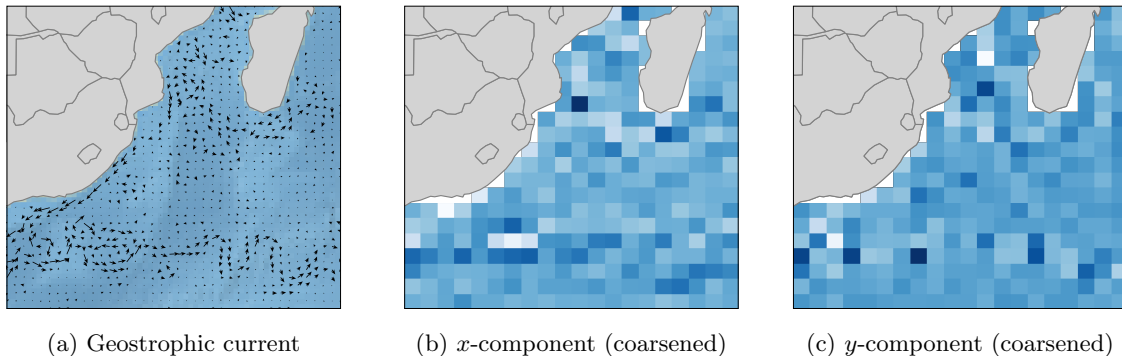 (a) Geostrophic current
(b) x-component (coarsened)
(c) y-component (coarsened)